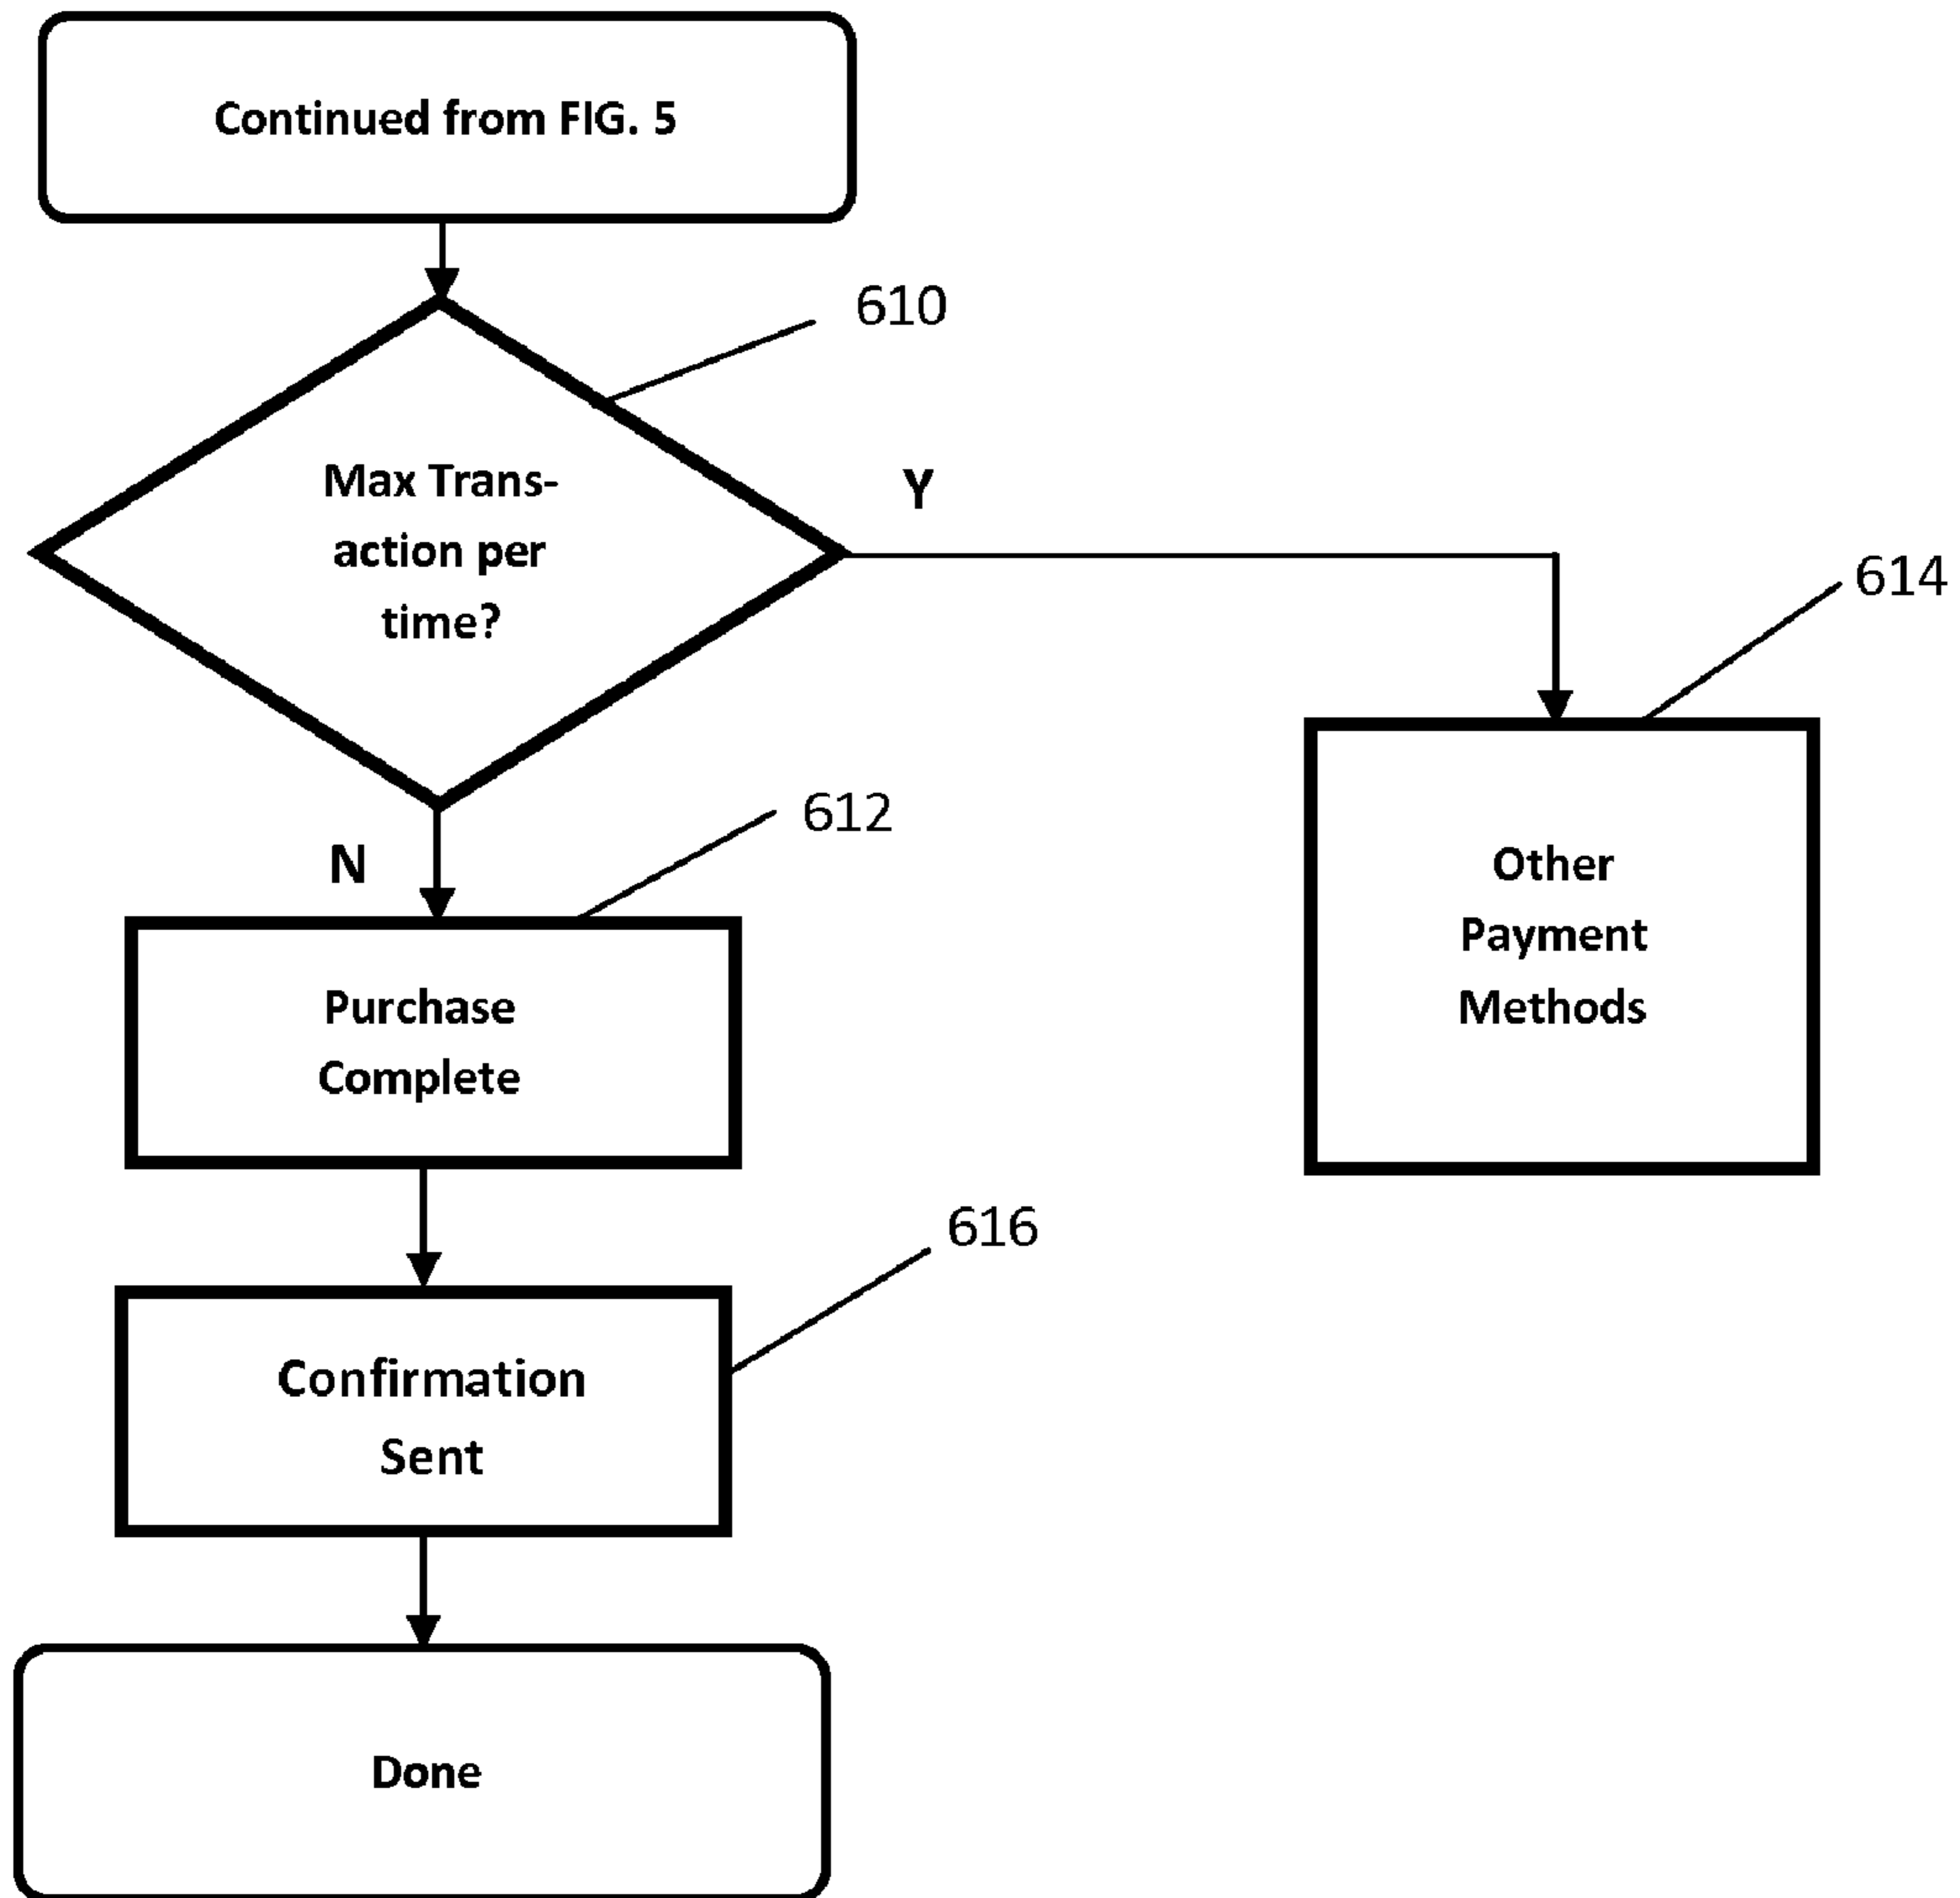 Continued from FIG. 5
610
Max Trans-
action per
time?
Y
614
N
612
Purchase
Complete
Other
Payment
Methods
616
Confirmation
Sent
Done